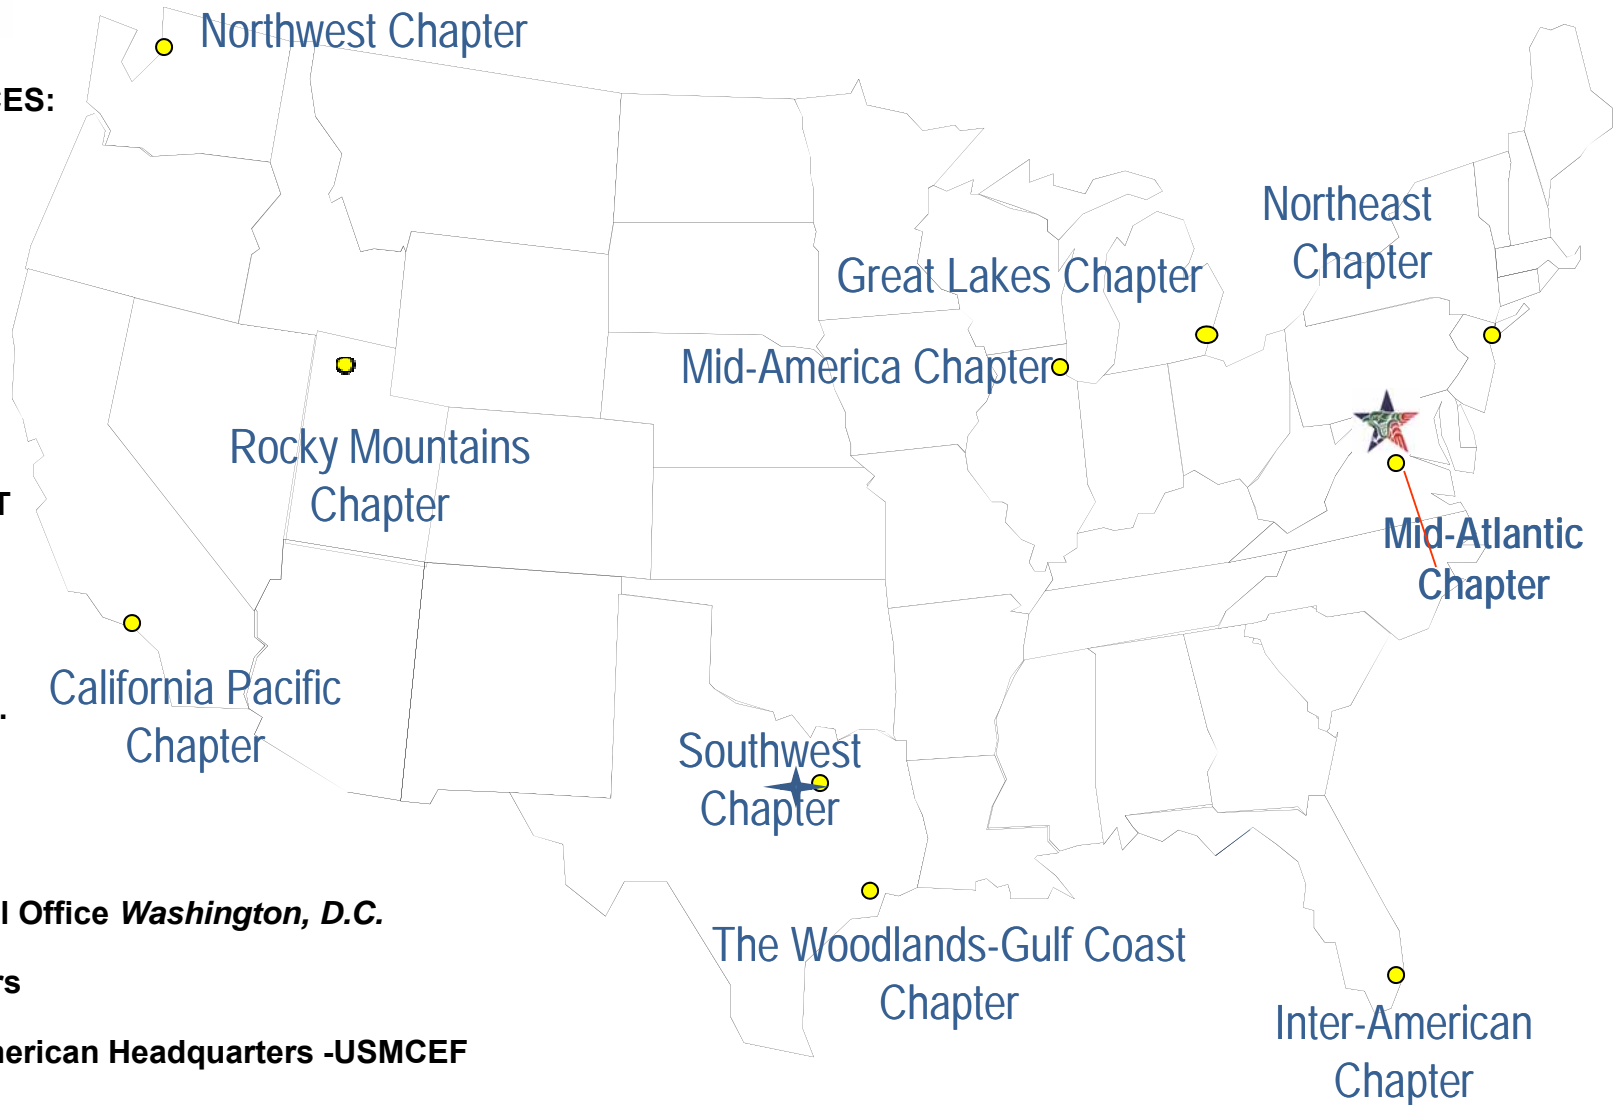 Northwest Chapter
ES:
Northeast
Chapter
Great Lakes Chapter
Mid-America Chapter
Rocky Mountains
Chapter
T
Mid-Atlantic
Chapter
California Pacific
Chapter
.
Southwest
Chapter
l Office Washington, D.C.
The Woodlands-Gulf Coast
Chapter
rs
Inter-American
Chapter
erican Headquarters -USMCEF